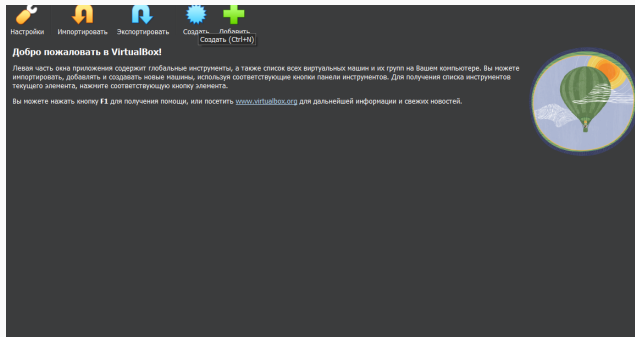 Настройки Импортировать Экспортировать Создать Добавить
Создать (Ctrl+N)
Добро пожаловать в VirtualBox!
Левая часть окна приложения содержит глобальные инструменты, а также список всех виртуальных машин и их групп на Вашем компьютере. Вы можете
импортировать, добавлять и создавать новые машины, используя соответствующие кнопки панели инструментов. Для получения списка инструментов
текущего элемента, нажмите соответствующую кнопку элемента.
Вы можете нажать кнопку F1 для получения помощи, или посетить www.virtualbox.org для дальнейшей информации и свежих новостей.